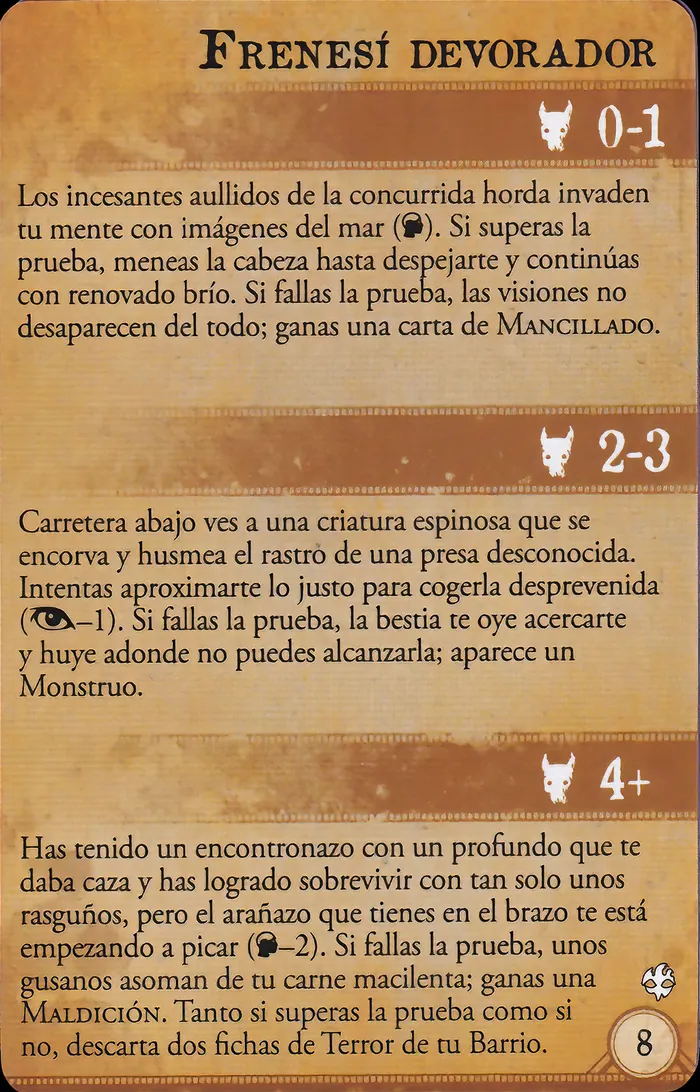 Frenesí devorador
0-1
Los incesantes aullidos de la concurrida horda invaden
tu mente con imágenes del mar (). Si superas la
prueba, meneas la cabeza hasta despejarte y continúas
con renovado brío. Si fallas la prueba, las visiones no
desaparecen del todo; ganas una carta de Mancillado.
2-3
Carretera abajo ves a una criatura espinosa que se
encorva y husmea el rastro de una presa desconocida.
Intentas aproximarte lo justo para cogerla desprevenida
(–1). Si fallas la prueba, la bestia te oye acercarte
y huye adonde no puedes alcanzarla; aparece un
Monstruo.
4+
Has tenido un encontronazo con un profundo que te
daba caza y has logrado sobrevivir con tan solo unos
rasguños, pero el arañazo que tienes en el brazo te está
empezando a picar (–2). Si fallas la prueba, unos
gusanos asoman de tu carne macilenta; ganas una
Maldición. Tanto si superas la prueba como si
no, descarta dos fichas de Terror de tu Barrio.
8